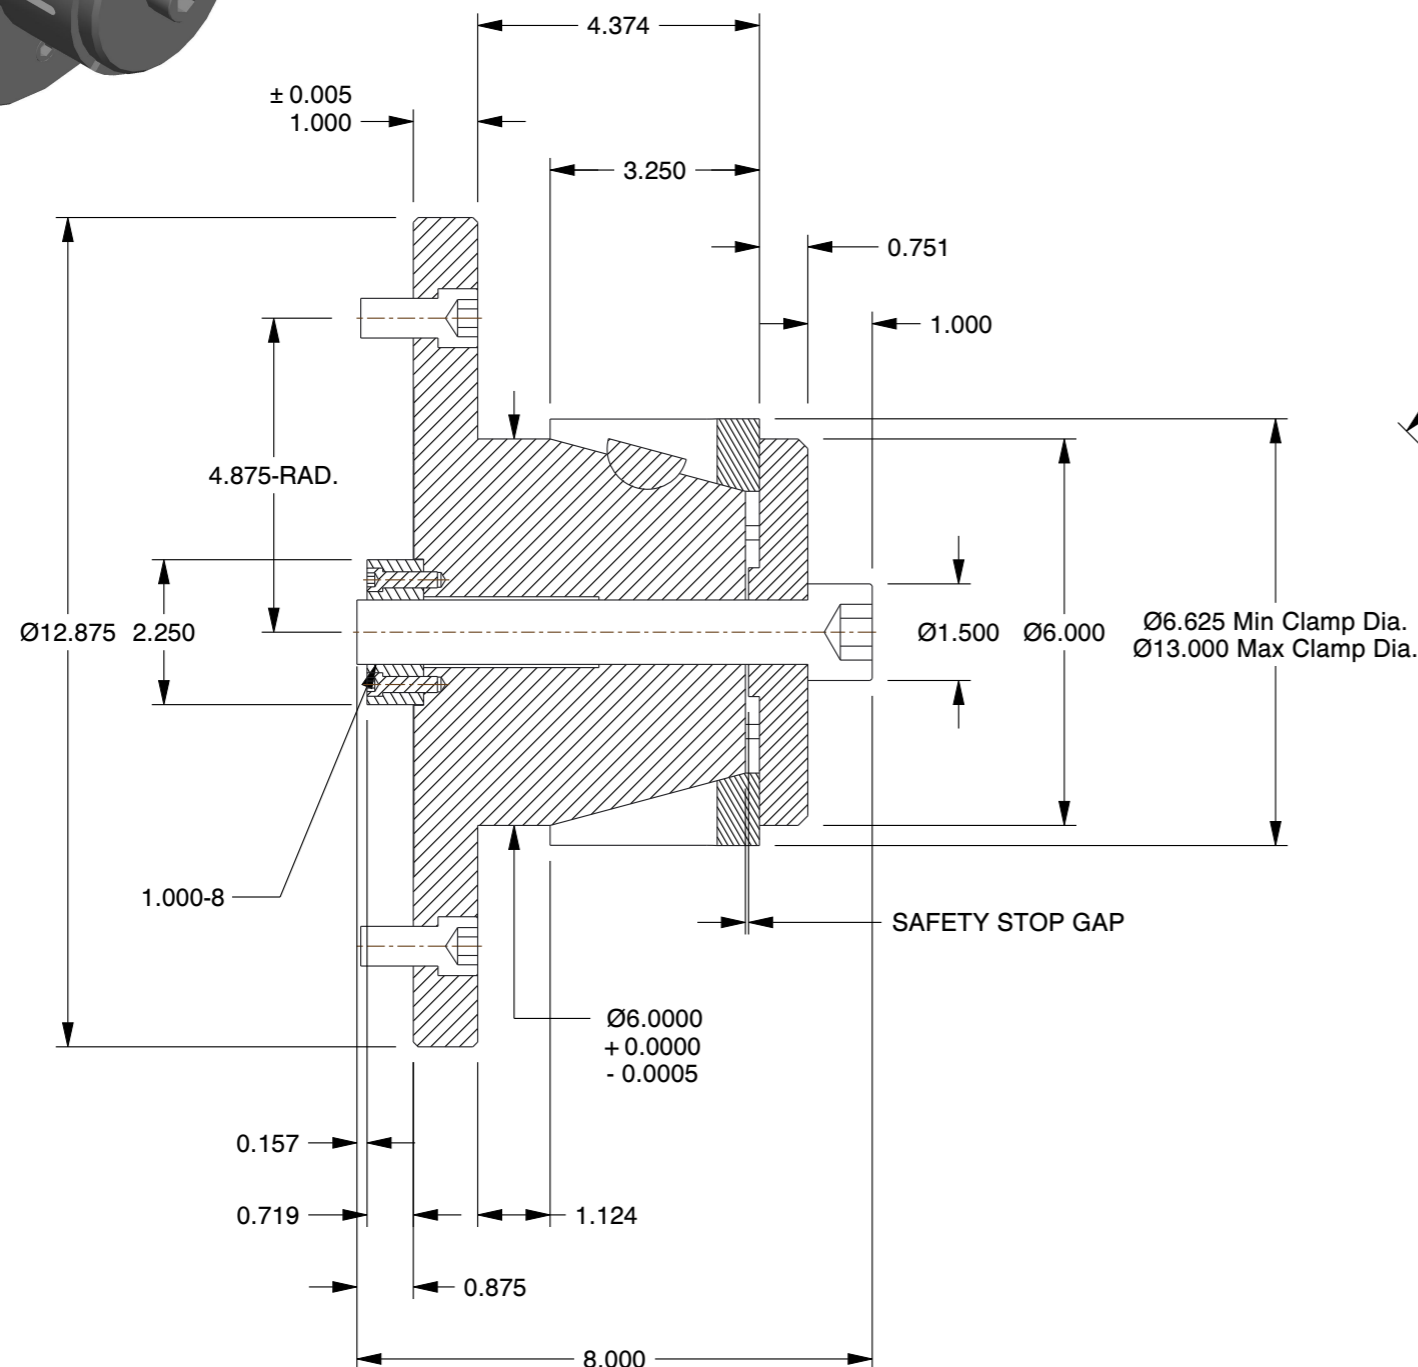 4.374
± 0.005
1.000
3.250
0.751
1.000
4.875-RAD.
Ø12.875 2.250
Ø1.500 Ø6.000
Ø6.625 Min Clamp Dia.
Ø13.000 Max Clamp Dia.
1.000-8
SAFETY STOP GAP
Ø6.0000
+ 0.0000
- 0.0005
0.157
0.719
1.124
0.875
8.000